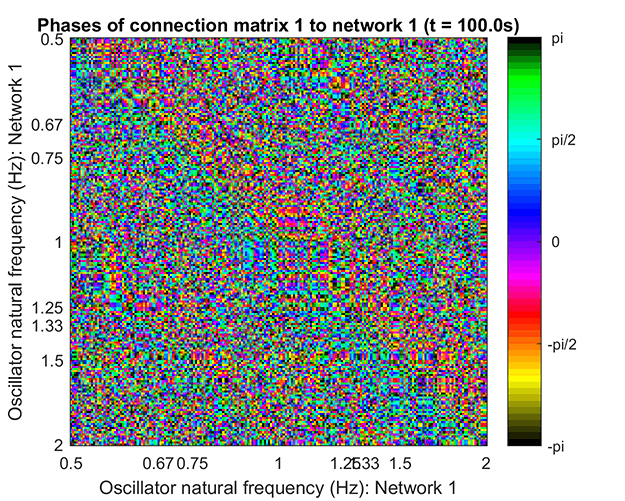 Phases of connection matrix 1 to network 1 (t = 100.0s)
Oscillator natural frequency (Hz): Network 1
0.5
0.67
0.75
1
1.25
1.33
1.5
2
0.5 0.67 0.75 1 1.25 1.33 1.5 2
Oscillator natural frequency (Hz): Network 1
pi
pi/2
0
-pi/2
-pi